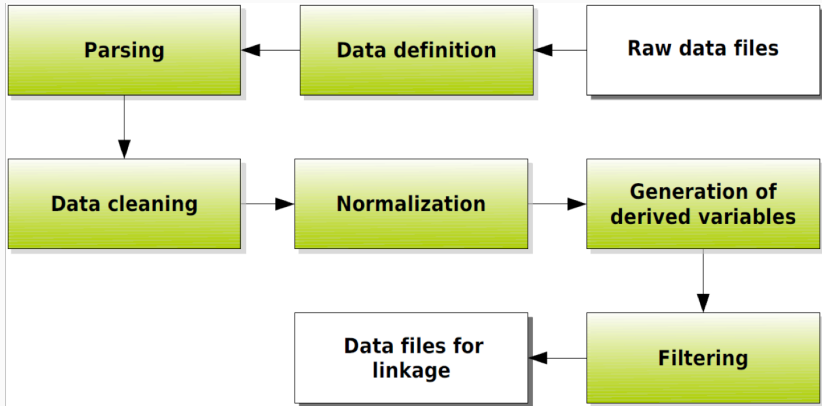 Parsing
Data definition
Raw data files
Data cleaning
Normalization
Generation of
derived variables
Data files for
linkage
Filtering